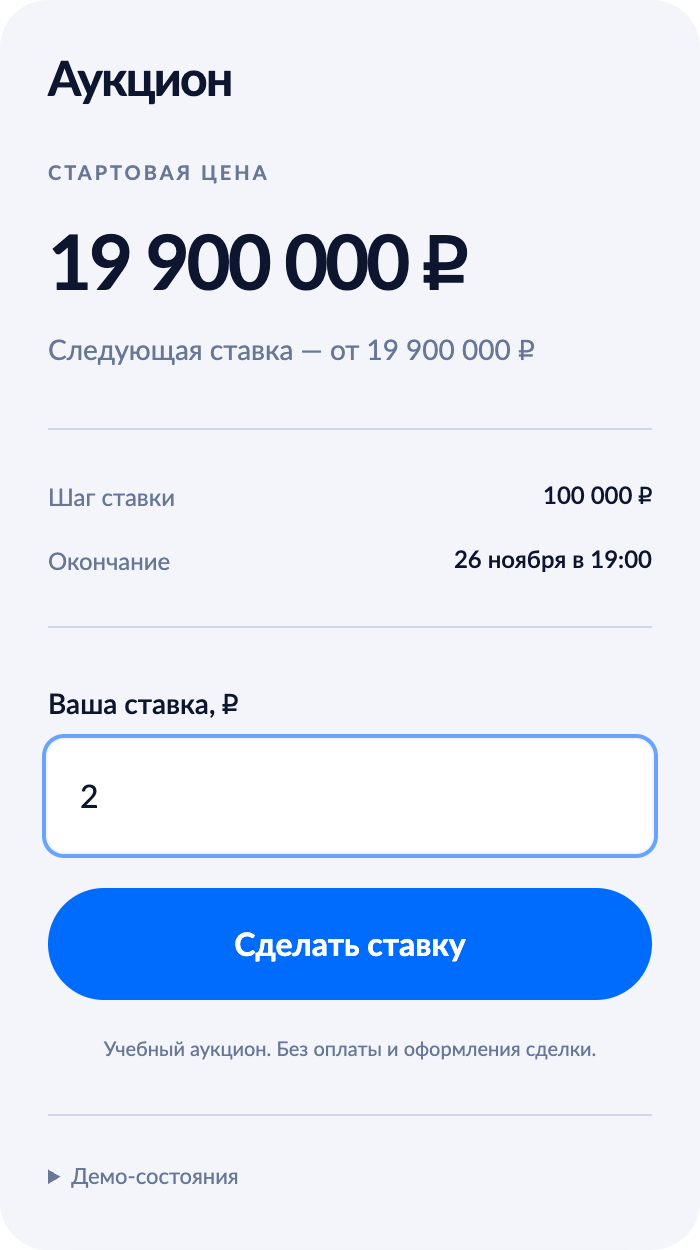 Аукцион
СТАРТОВАЯ ЦЕНА
19 900 000 ₽
Следующая ставка — от 19 900 000 ₽
Шаг ставки 100 000 ₽
Окончание 26 ноября в 19:00
Ваша ставка, ₽
2
Сделать ставку
Учебный аукцион. Без оплаты и оформления сделки.
Демо-состояния